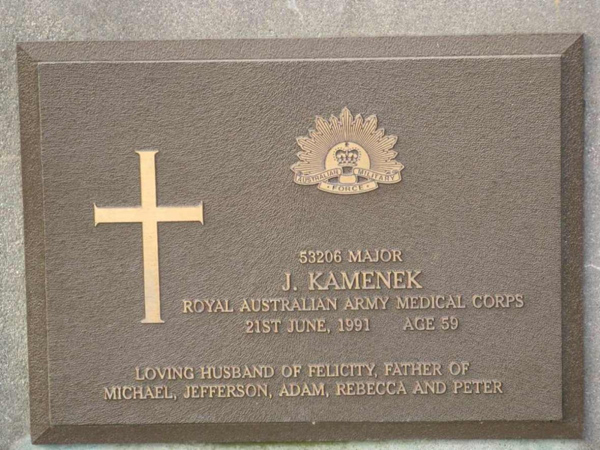 AUSTRALIAN MILITARY
FORCE
53206 MAJOR
J. KAMENEK
ROYAL AUSTRALIAN ARMY MEDICAL CORPS
21ST JUNE, 1991 AGE 59
LOVING HUSBAND OF FELICITY, FATHER OF
MICHAEL, JEFFERSON, ADAM, REBECCA AND PETER